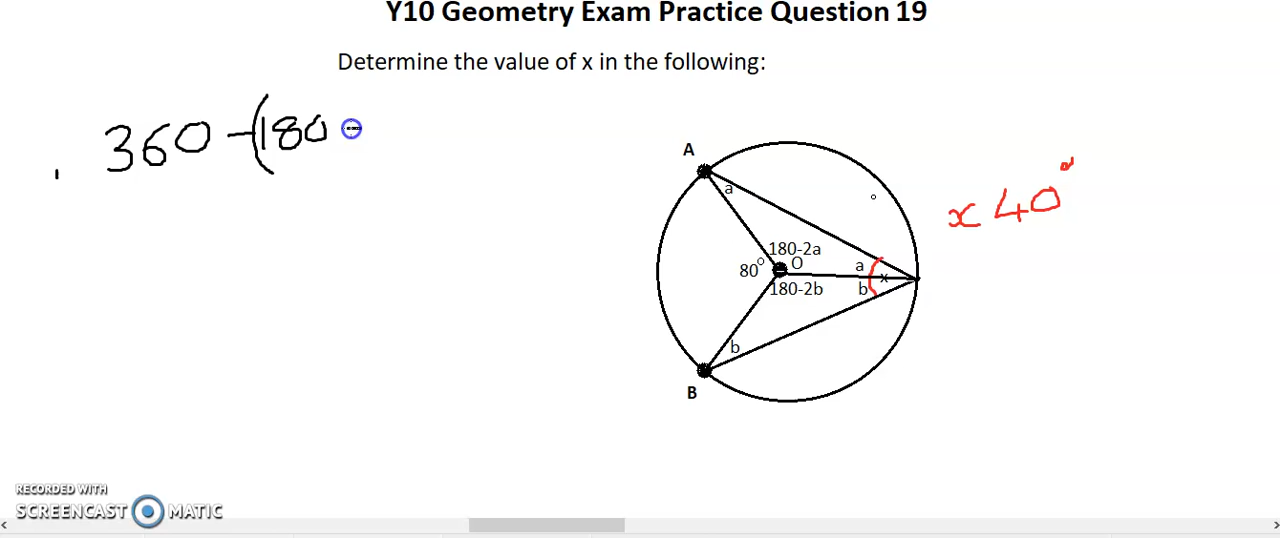 Y10 Geometry Exam Practice Question 19
Determine the value of x in the following:
360 -(180 -
A
a
x 40°
180-2a
80° O
a
x
180-2b
b
b
B
RECORDED WITH
SCREENCAST MATIC